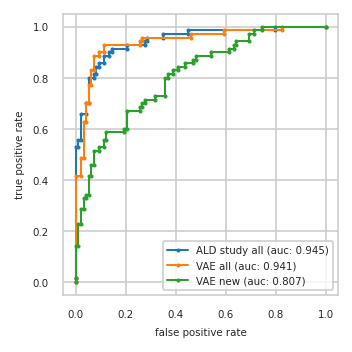 true positive rate
1.0
0.8
0.6
0.4
0.2
0.0
ALD study all (auc: 0.945)
VAE all (auc: 0.941)
VAE new (auc: 0.807)
0.0 0.2 0.4 0.6 0.8 1.0
false positive rate